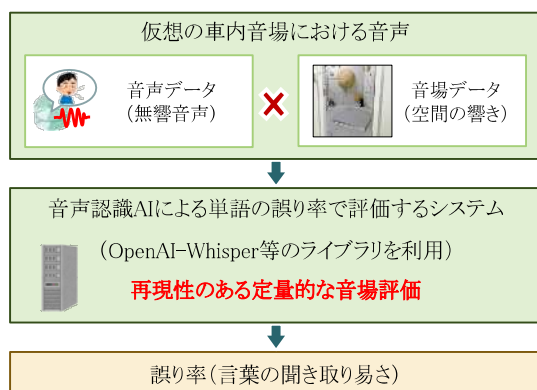 仮想の車内音場における音声
音声データ
（無響音声）
×
音場データ
（空間の響き）
音声認識AIによる単語の誤り率で評価するシステム
（OpenAI-Whisper等のライブラリを利用）
再現性のある定量的な音場評価
誤り率（言葉の聞き取り易さ）